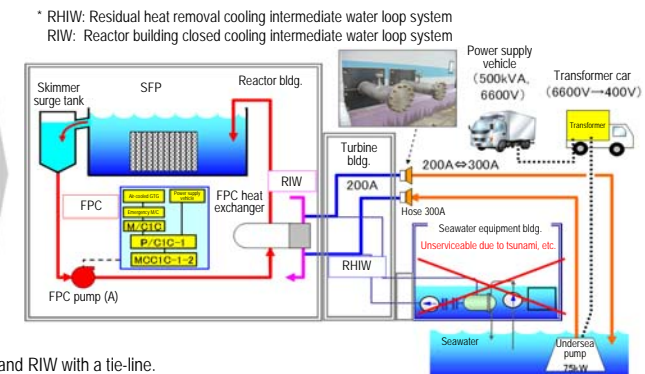 * RHIW: Residual heat removal cooling intermediate water loop system
RIW: Reactor building closed cooling intermediate water loop system
Power supply
vehicle
(500kVA,
6600V)
Transformer car
(6600V→400V)
Transformer
Skimmer
surge tank
SFP
Reactor bldg.
Turbine
bldg.
200A
200A⇔300A
Hose 300A
RIW
FPC
FPC heat
exchanger
Air-cooled GTG
Power supply
vehicle
Emergency M/C
M/C1C
P/C1C-1
MCC1C-1-2
FPC pump (A)
RHIW
Seawater equipment bldg.
Unserviceable due to tsunami, etc.
Seawater
Undersea
pump
75kW
and RIW with a tie-line.